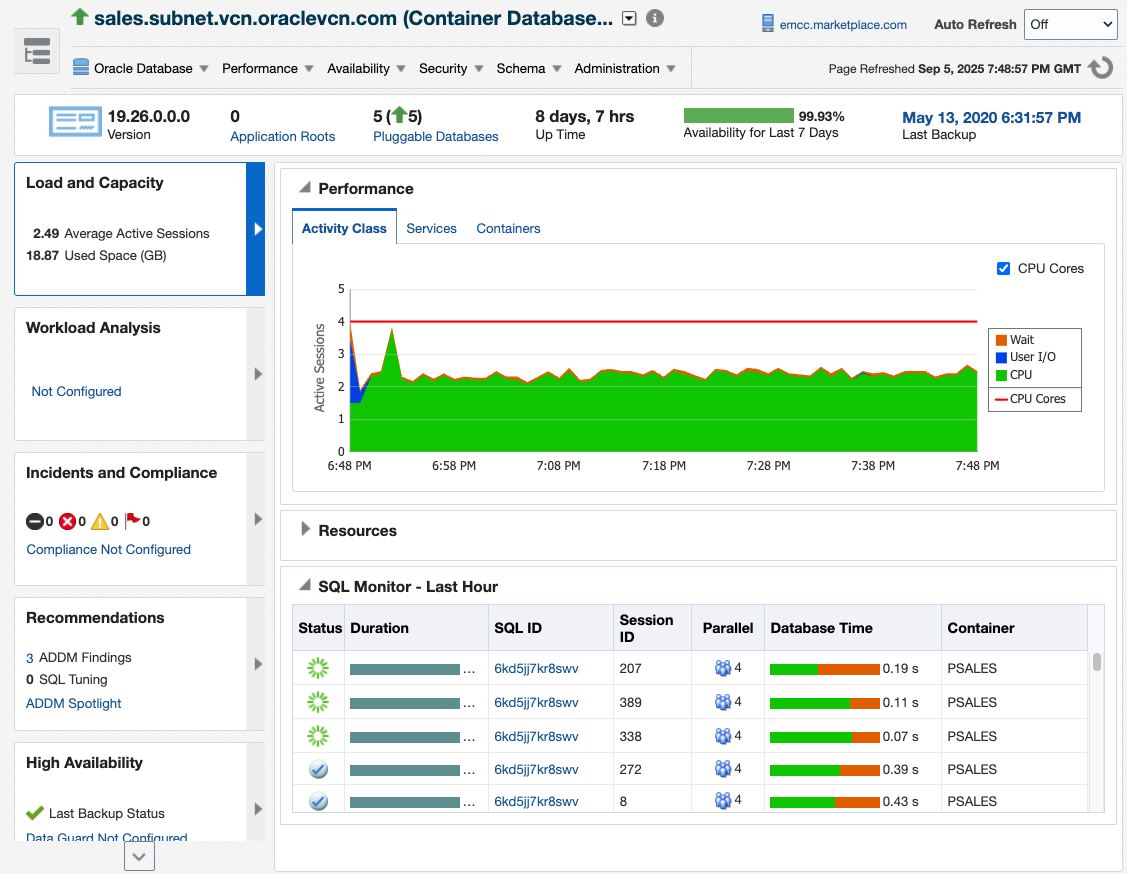 sales.subnet.vcn.oraclevcn.com (Container Database...
emcc.marketplace.com
Auto Refresh
Off
Oracle Database
Performance
Availability
Security
Schema
Administration
Page Refreshed Sep 5, 2025 7:48:57 PM GMT
19.26.0.0.0
Version
0
Application Roots
5 (5)
Pluggable Databases
8 days, 7 hrs
Up Time
99.93%
Availability for Last 7 Days
May 13, 2020 6:31:57 PM
Last Backup
Load and Capacity
2.49 Average Active Sessions
18.87 Used Space (GB)
Workload Analysis
Not Configured
Incidents and Compliance
0 0 0 0
Compliance Not Configured
Recommendations
3 ADDM Findings
0 SQL Tuning
ADDM Spotlight
High Availability
Last Backup Status
Data Guard Not Configured
Performance
Activity Class
Services
Containers
CPU Cores
Active Sessions
5
4
3
2
1
0
6:48 PM
6:58 PM
7:08 PM
7:18 PM
7:28 PM
7:38 PM
7:48 PM
Wait
User I/O
CPU
CPU Cores
Resources
SQL Monitor - Last Hour
Status Duration SQL ID Session ID Parallel Database Time Container
... 6kd5jj7kr8swv 207 4 0.19 s PSALES
... 6kd5jj7kr8swv 389 4 0.11 s PSALES
... 6kd5jj7kr8swv 338 4 0.07 s PSALES
... 6kd5jj7kr8swv 272 4 0.39 s PSALES
... 6kd5jj7kr8swv 8 4 0.43 s PSALES